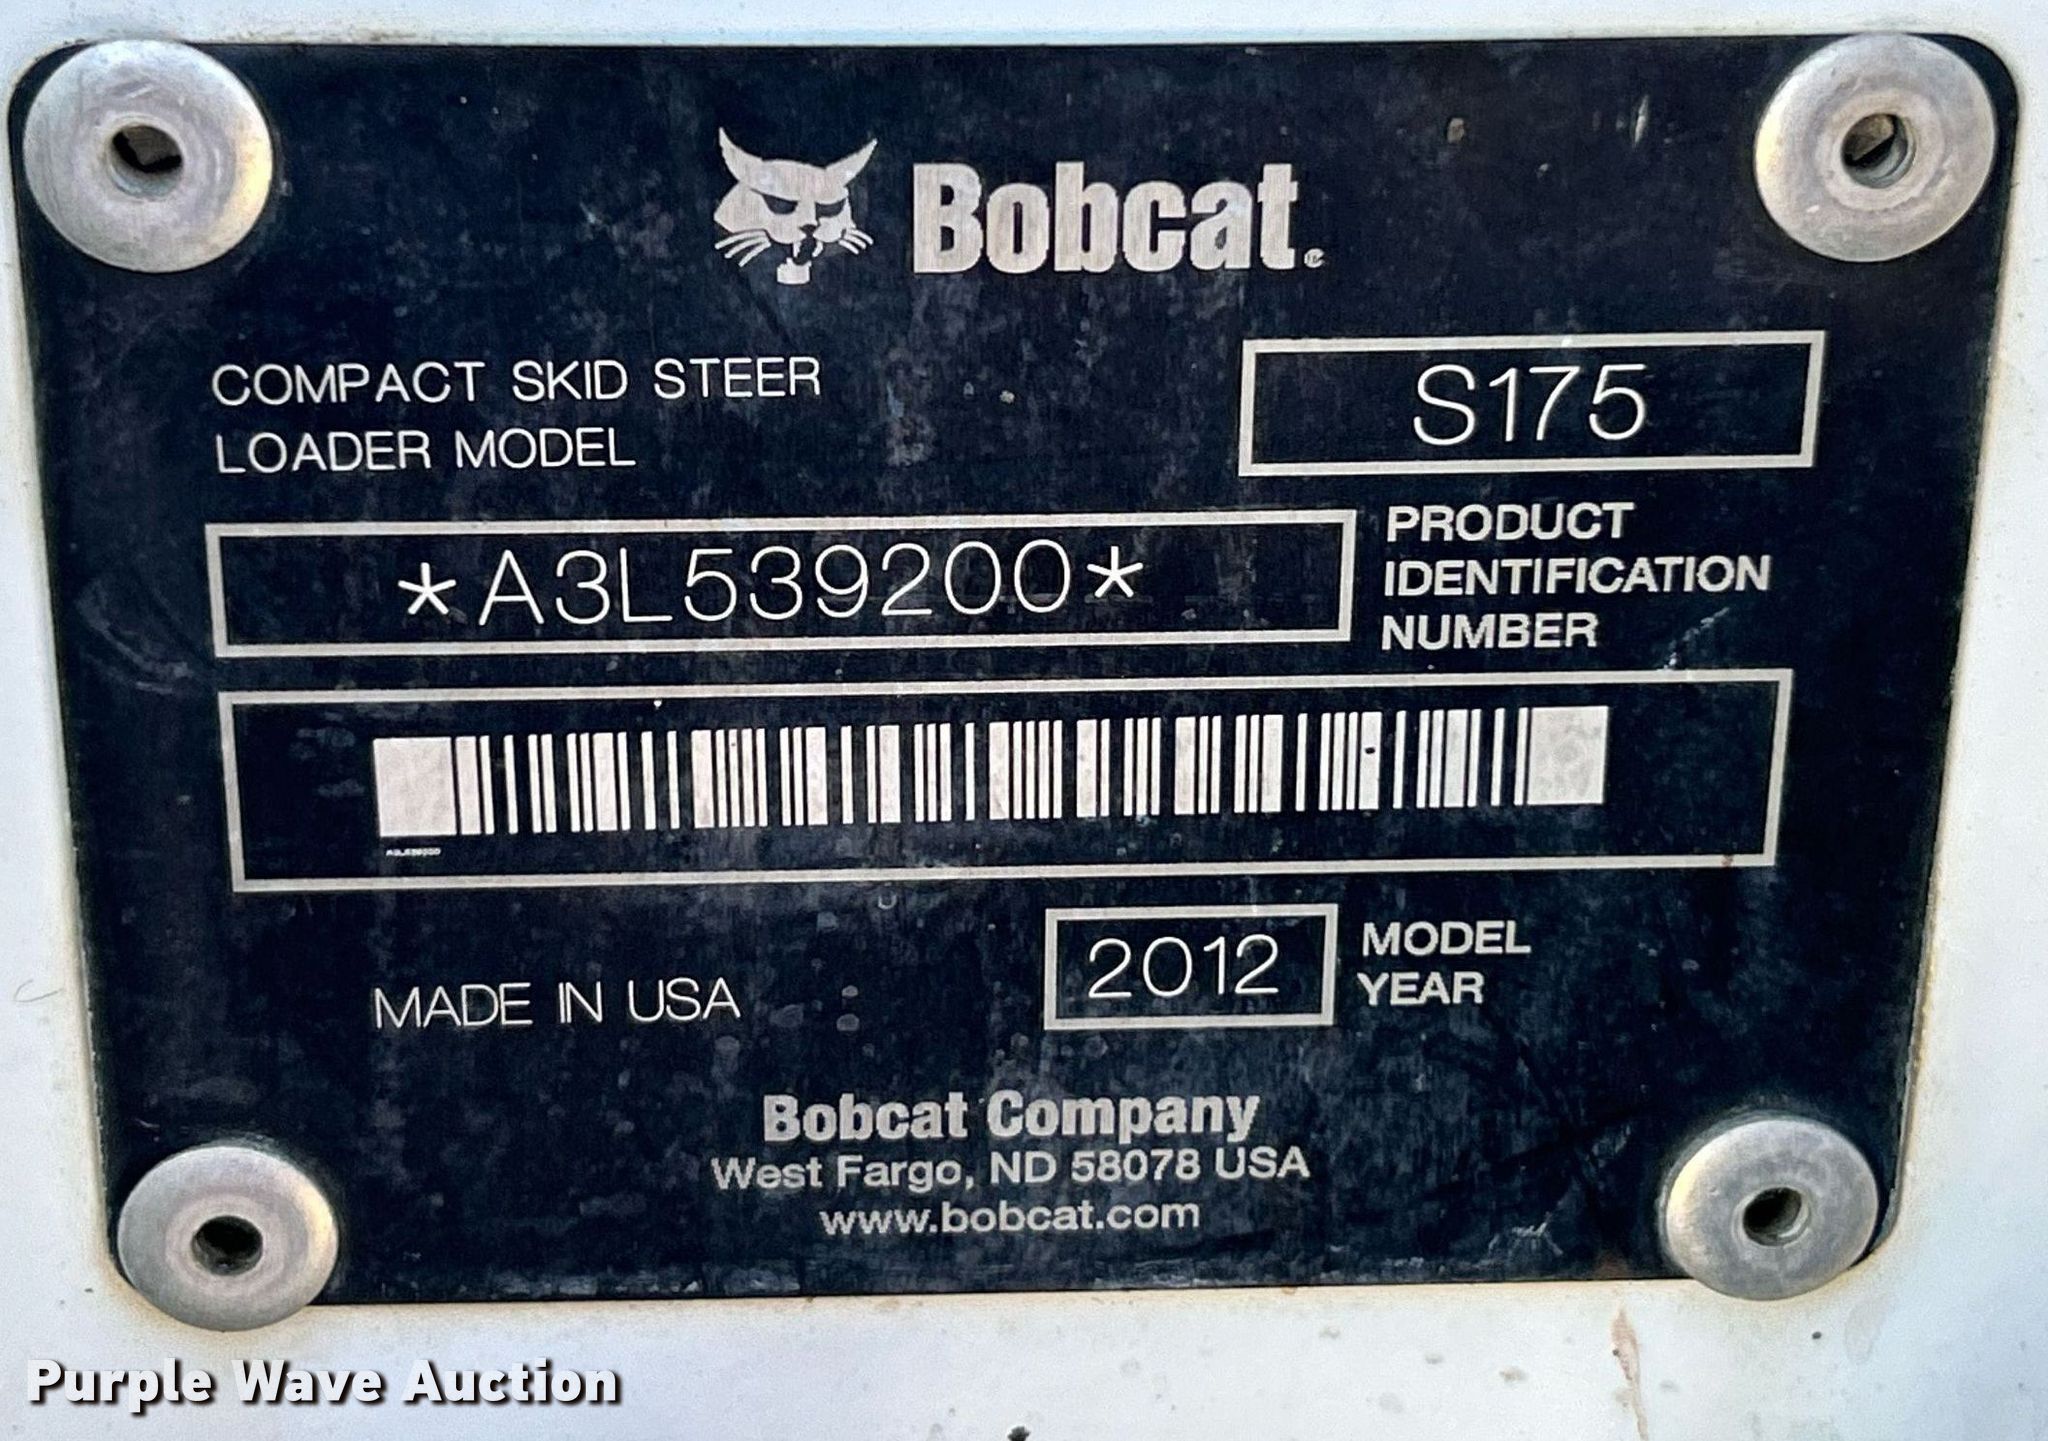 Bobcat
COMPACT SKID STEER
LOADER MODEL
S175
*A3L539200*
PRODUCT
IDENTIFICATION
NUMBER
A3L539200
MADE IN USA
2012
MODEL
YEAR
Bobcat Company
West Fargo, ND 58078 USA
www.bobcat.com
Purple Wave Auction